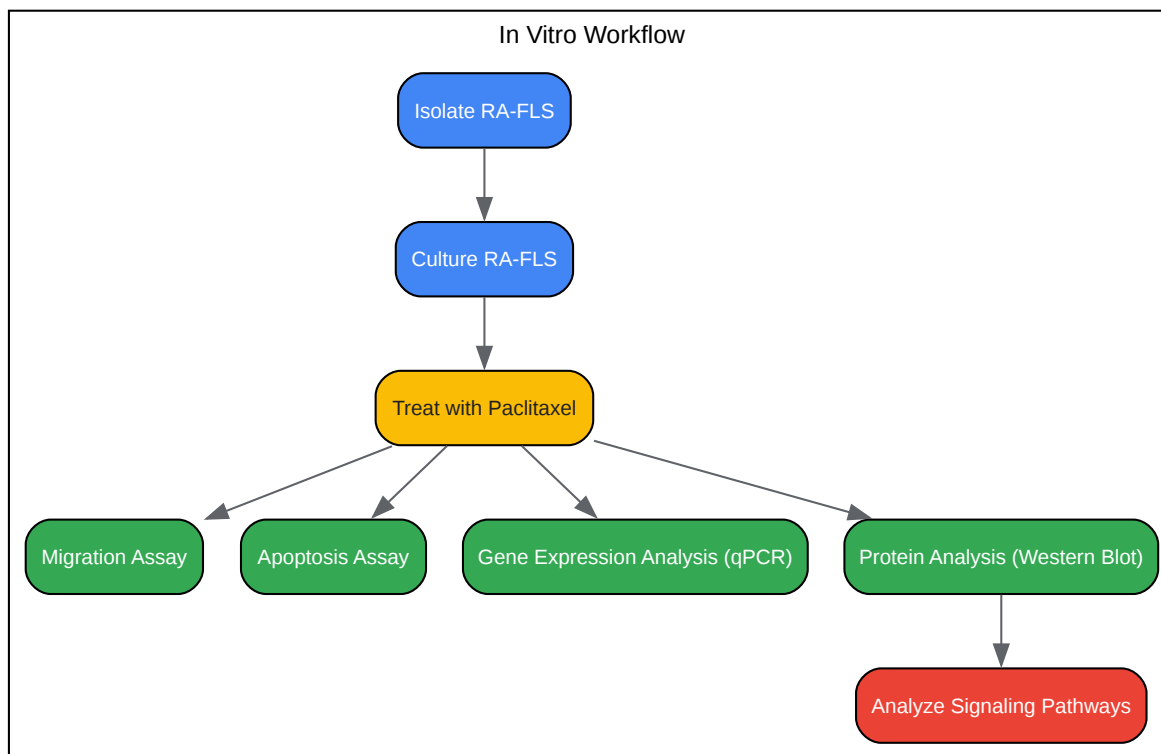 In Vitro Workflow
Isolate RA-FLS
Culture RA-FLS
Treat with Paclitaxel
Migration Assay
Apoptosis Assay
Gene Expression Analysis (qPCR)
Protein Analysis (Western Blot)
Analyze Signaling Pathways